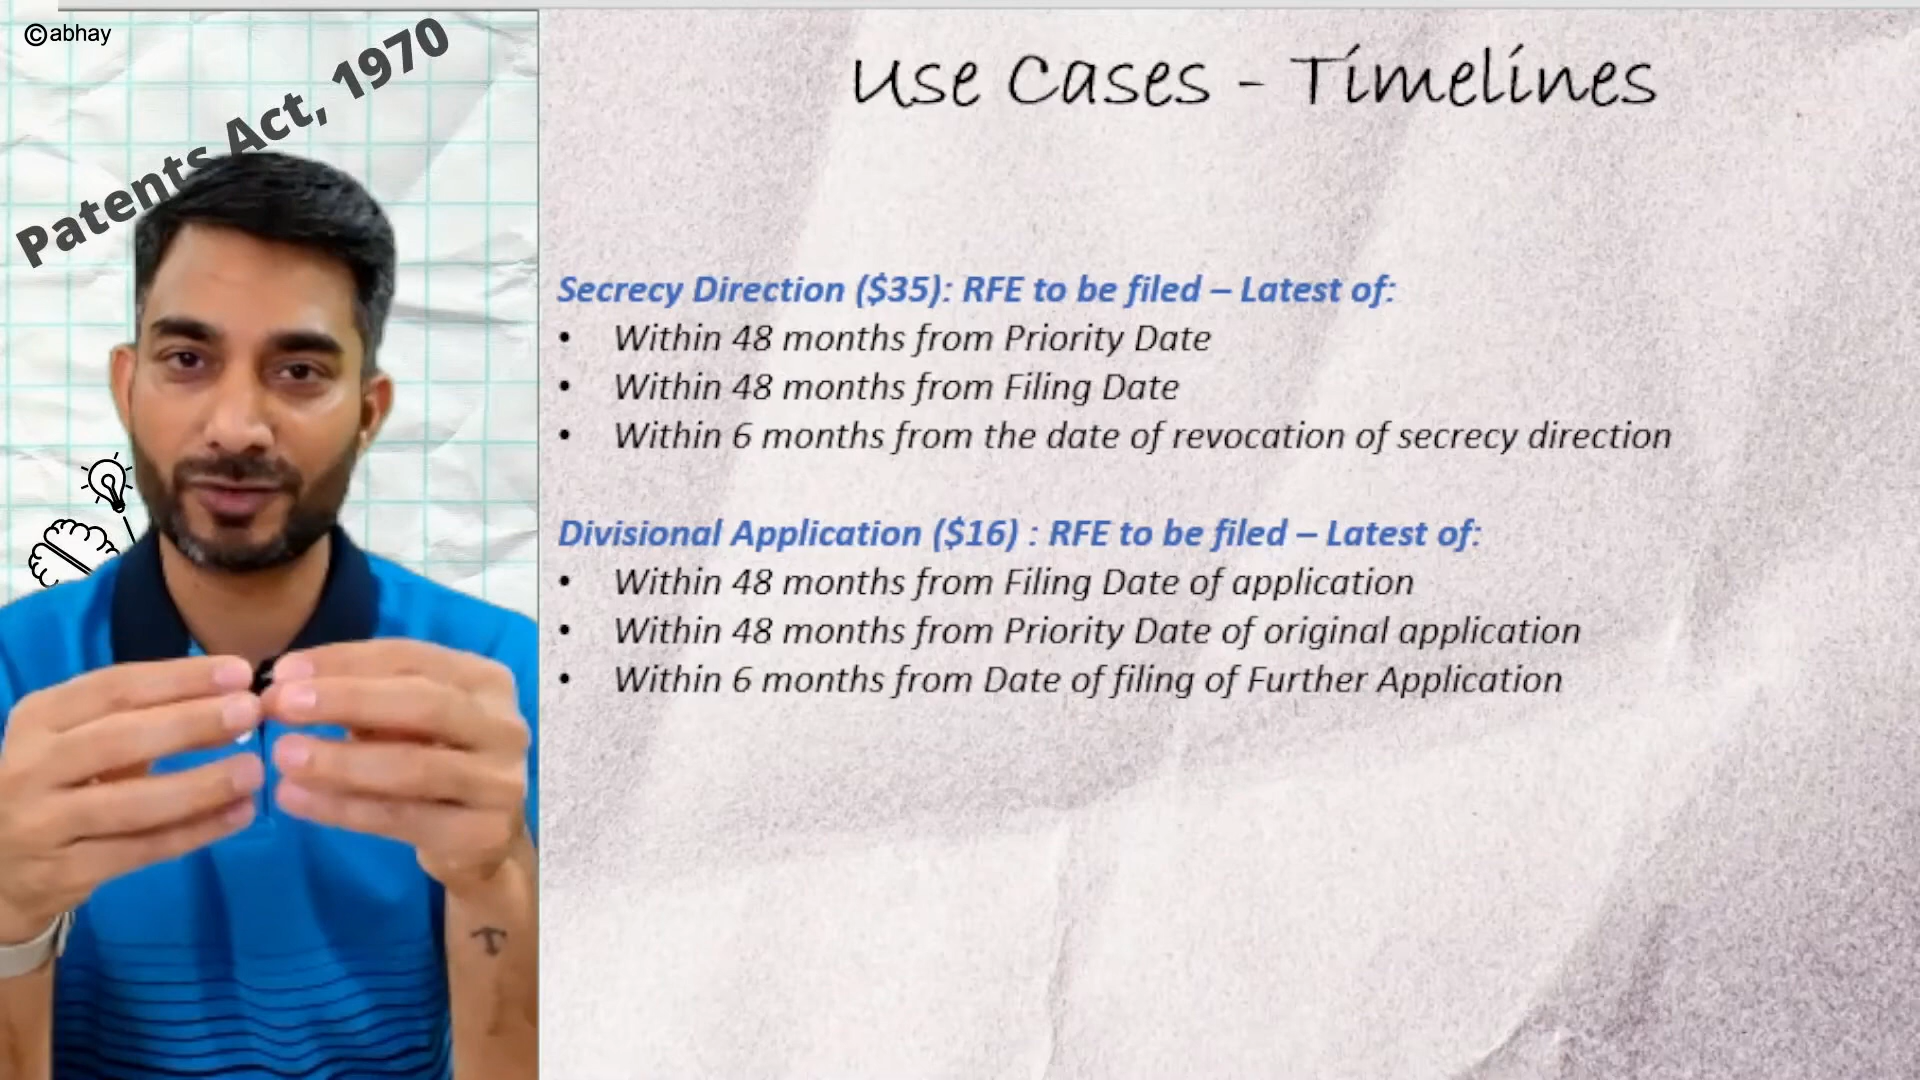 ©abhay
Patents Act, 1970
Use Cases - Timelines
Secrecy Direction ($35): RFE to be filed – Latest of:
• Within 48 months from Priority Date
• Within 48 months from Filing Date
• Within 6 months from the date of revocation of secrecy direction
Divisional Application ($16) : RFE to be filed – Latest of:
• Within 48 months from Filing Date of application
• Within 48 months from Priority Date of original application
• Within 6 months from Date of filing of Further Application